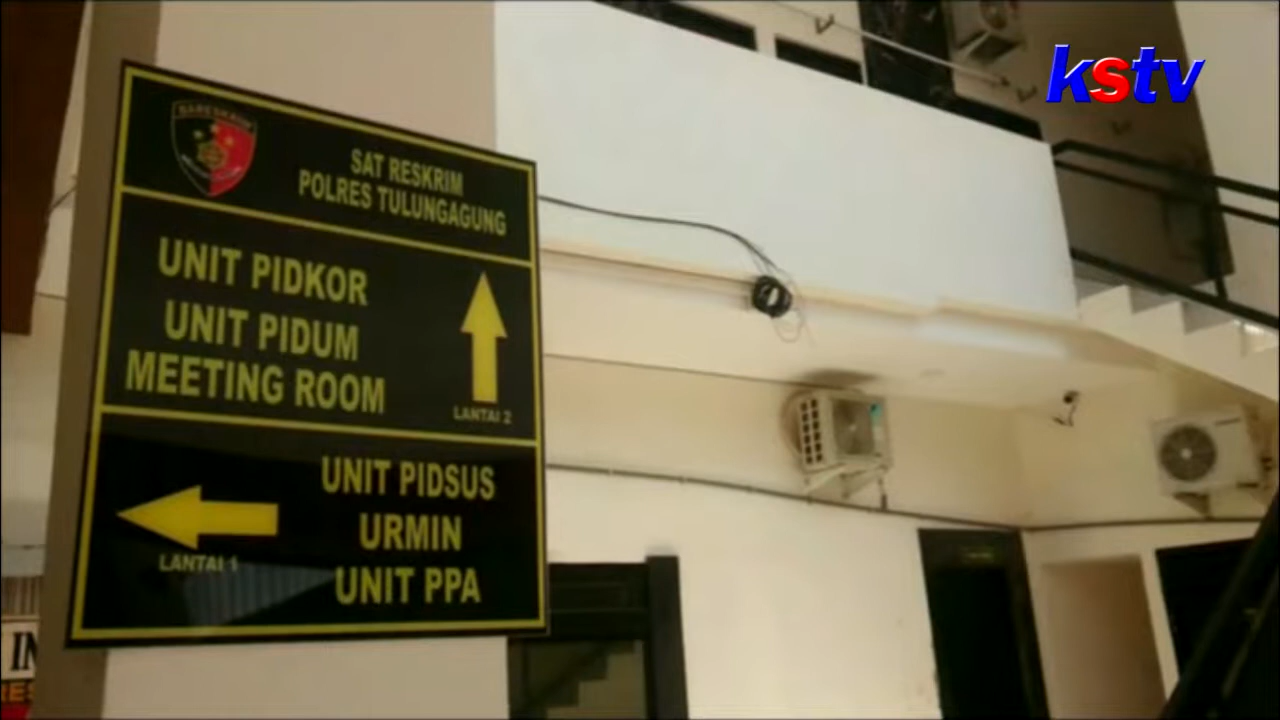 kstv
SAT RESKRIM
POLRES TULUNGAGUNG
UNIT PIDKOR
UNIT PIDUM
MEETING ROOM
LANTAI 2
UNIT PIDSUS
URMIN
UNIT PPA
LANTAI 1